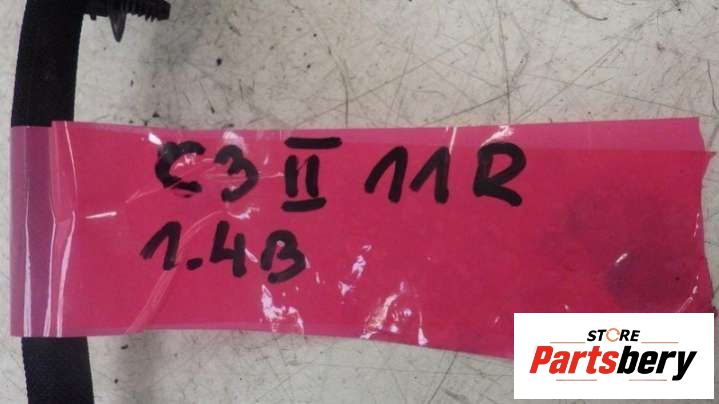 C3 II 11R
1.4B
STORE
Partsbery